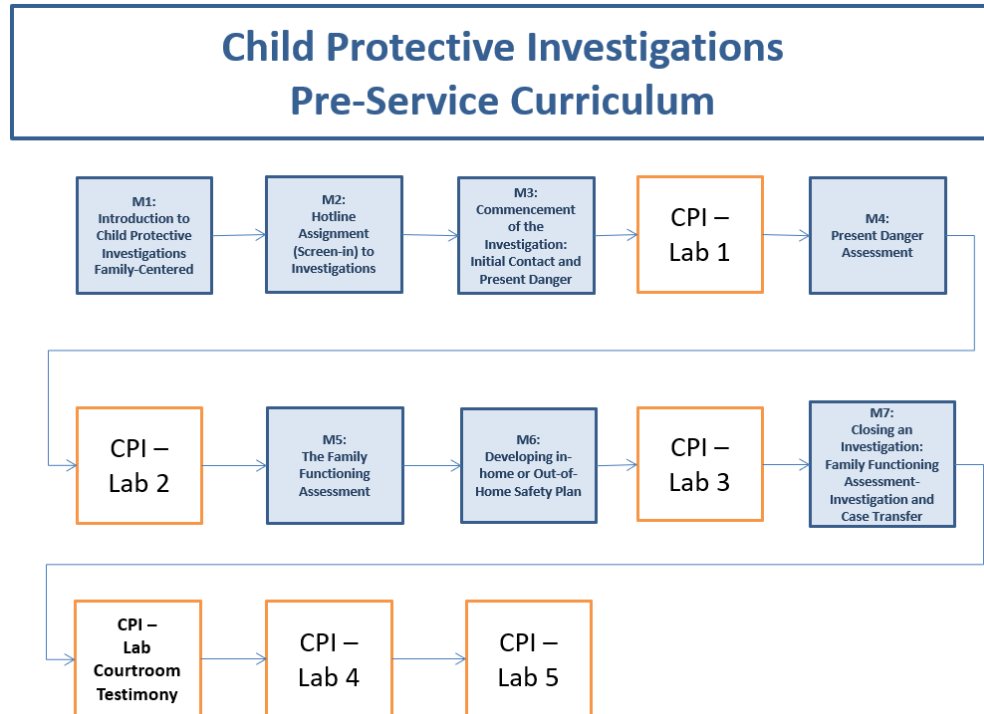 Child Protective Investigations
Pre-Service Curriculum
M1:
Introduction to
Child Protective
Investigations
Family-Centered
M2:
Hotline
Assignment
(Screen-in) to
Investigations
M3:
Commencement
of the
Investigation:
Initial Contact and
Present Danger
CPI –
Lab 1
M4:
Present Danger
Assessment
CPI –
Lab 2
M5:
The Family
Functioning
Assessment
M6:
Developing in-
home or Out-of-
Home Safety Plan
CPI –
Lab 3
M7:
Closing an
Investigation:
Family Functioning
Assessment-
Investigation and
Case Transfer
CPI –
Lab
Courtroom
Testimony
CPI –
Lab 4
CPI –
Lab 5